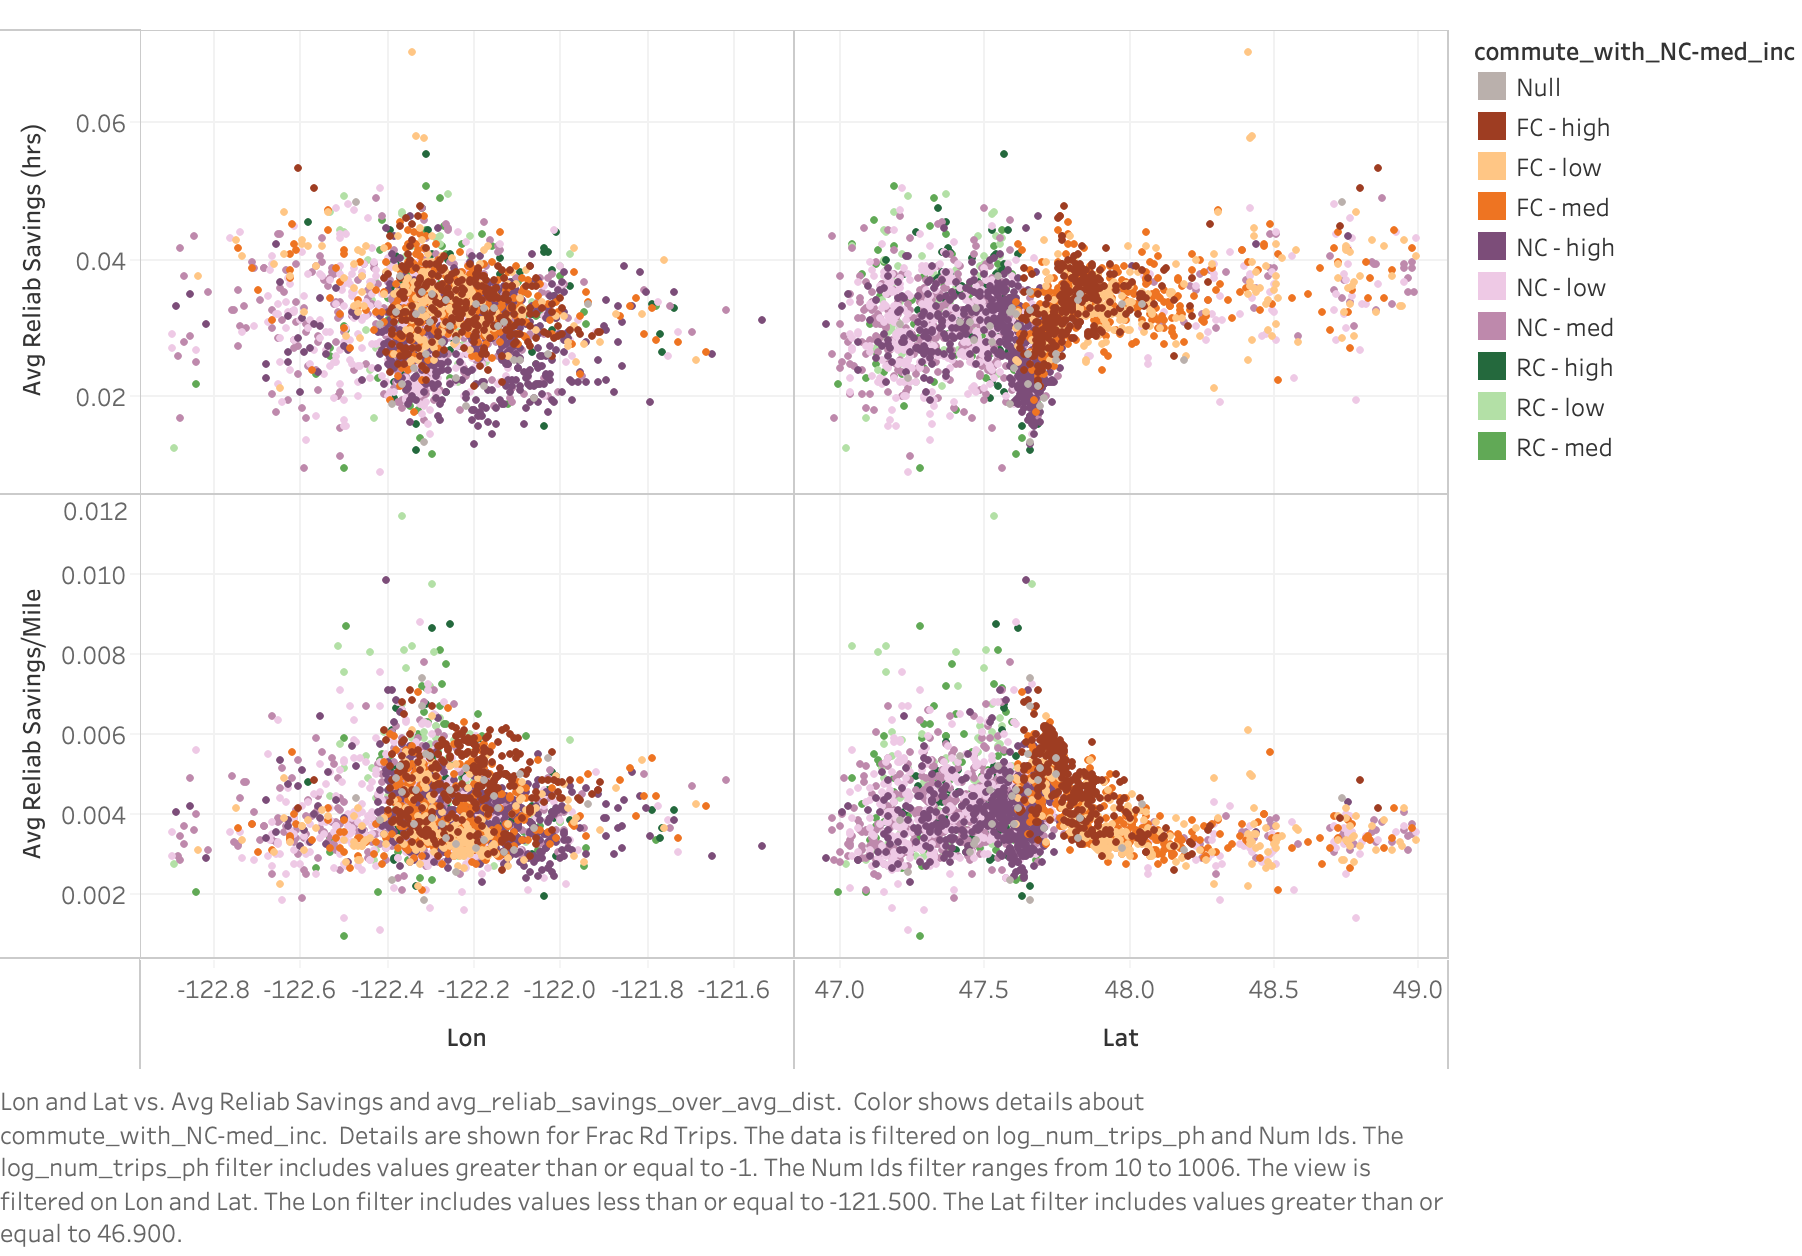 commute_with_NC-med_inc
Null
FC - high
FC - low
FC - med
NC - high
NC - low
NC - med
RC - high
RC - low
RC - med
Avg Reliab Savings (hrs)
0.06
0.04
0.02
Avg Reliab Savings/Mile
0.012
0.010
0.008
0.006
0.004
0.002
-122.8 -122.6 -122.4 -122.2 -122.0 -121.8 -121.6
47.0 47.5 48.0 48.5 49.0
Lon
Lat
Lon and Lat vs. Avg Reliab Savings and avg_reliab_savings_over_avg_dist.  Color shows details about
commute_with_NC-med_inc.  Details are shown for Frac Rd Trips. The data is filtered on log_num_trips_ph and Num Ids. The
log_num_trips_ph filter includes values greater than or equal to -1. The Num Ids filter ranges from 10 to 1006. The view is
filtered on Lon and Lat. The Lon filter includes values less than or equal to -121.500. The Lat filter includes values greater than or
equal to 46.900.